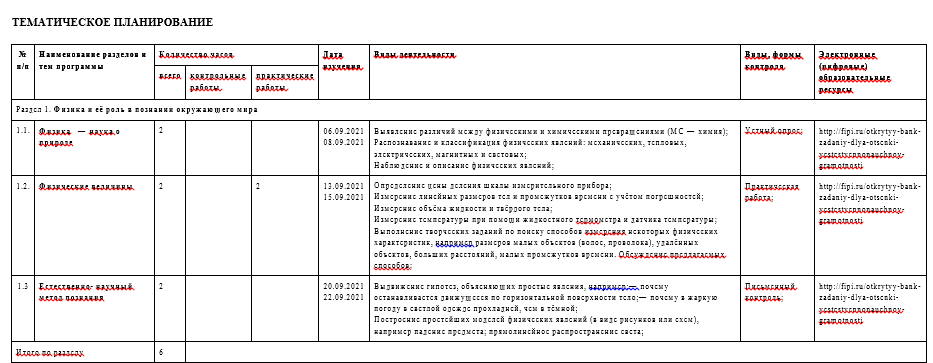 ТЕМАТИЧЕСКОЕ ПЛАНИРОВАНИЕ
№ п/п
Наименование разделов и тем программы
Количество часов
всего
контрольные работы
практические работы
Дата изучения
Виды деятельности
Виды, формы контроля
Электронные (цифровые) образовательные ресурсы
Раздел 1. Физика и её роль в познании окружающего мира
1.1.
Физика — наука о
природе
2
06.09.2021
08.09.2021
Выявление различий между физическими и химическими превращениями (МС — химия);
Распознавание и классификация физических явлений: механических, тепловых,
электрических, магнитных и световых;
Наблюдение и описание физических явлений;
Устный опрос;
http://fipi.ru/otkrytyy-bank-
zadaniy-dlya-otsenki-
yestestvennonauchnoy-
gramotnosti
1.2.
Физические величины
2
2
13.09.2021
15.09.2021
Определение цены деления шкалы измерительного прибора;
Измерение линейных размеров тел и промежутков времени с учётом погрешностей;
Измерение объёма жидкости и твёрдого тела;
Измерение температуры при помощи жидкостного термометра и датчика температуры;
Выполнение творческих заданий по поиску способов измерения некоторых физических
характеристик, например размеров малых объектов (волос, проволока), удалённых
объектов, больших расстояний, малых промежутков времени. Обсуждение предлагаемых
способов;
Практическая
работа;
http://fipi.ru/otkrytyy-bank-
zadaniy-dlya-otsenki-
yestestvennonauchnoy-
gramotnosti
1.3
Естественно- научный
метод познания
2
20.09.2021
22.09.2021
Выдвижение гипотез, объясняющих простые явления, например:— почему
останавливается движущееся по горизонтальной поверхности тело;— почему в жаркую
погоду в светлой одежде прохладней, чем в тёмной;
Построение простейших моделей физических явлений (в виде рисунков или схем),
например падение предмета; прямолинейное распространение света;
Письменный
контроль;
http://fipi.ru/otkrytyy-bank-
zadaniy-dlya-otsenki-
yestestvennonauchnoy-
gramotnosti
Итого по разделу
6